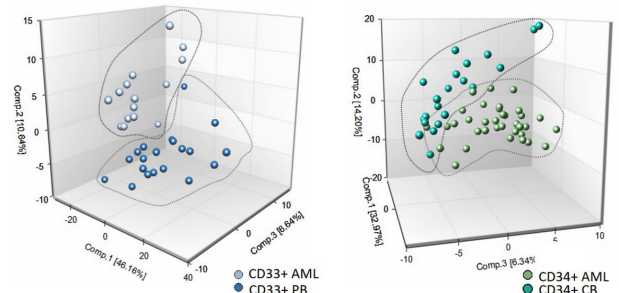 15
10
5
0
-5
-10
Comp.2 [10.84%]
-20
0
20
40
Comp.1 [46.16%]
-10
0
10
Comp.3 [6.64%]
CD33+ AML
CD33+ PB
20
10
0
-10
-20
Comp.2 [14.20%]
0
Comp.1 [32.97%]
-10
-5
0
5
10
Comp.3 [6.34%
CD34+ AML
CD34+ CB